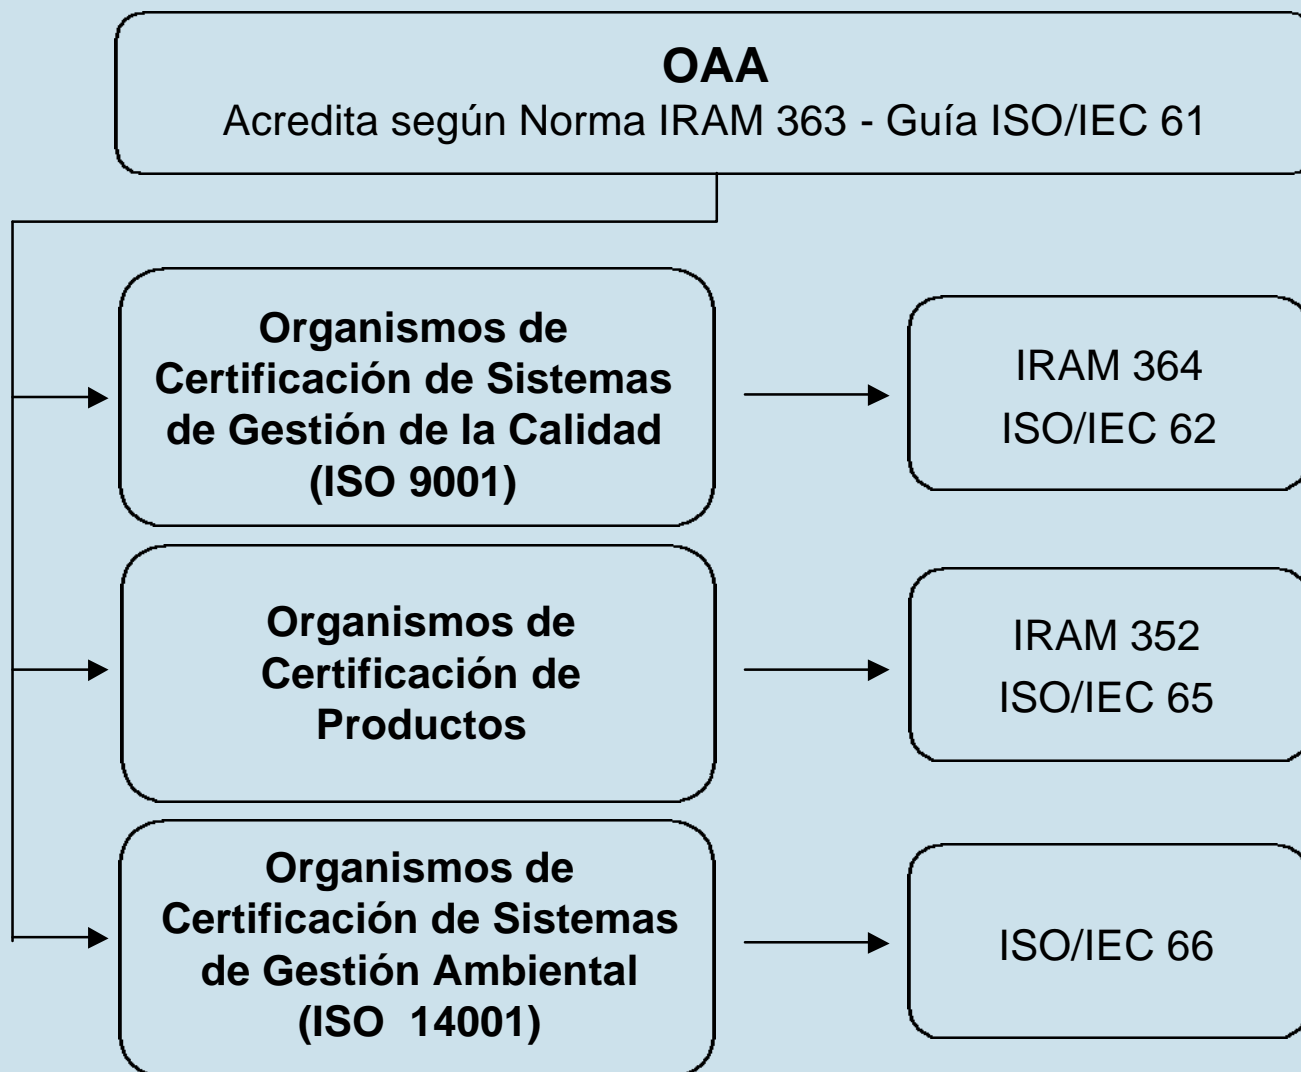 OAA
Acredita según Norma IRAM 363 - Guía ISO/IEC 61
Organismos de
Certificación de Sistemas
de Gestión de la Calidad
(ISO 9001)
IRAM 364
ISO/IEC 62
Organismos de
Certificación de
Productos
IRAM 352
ISO/IEC 65
Organismos de
Certificación de Sistemas
de Gestión Ambiental
(ISO  14001)
ISO/IEC 66